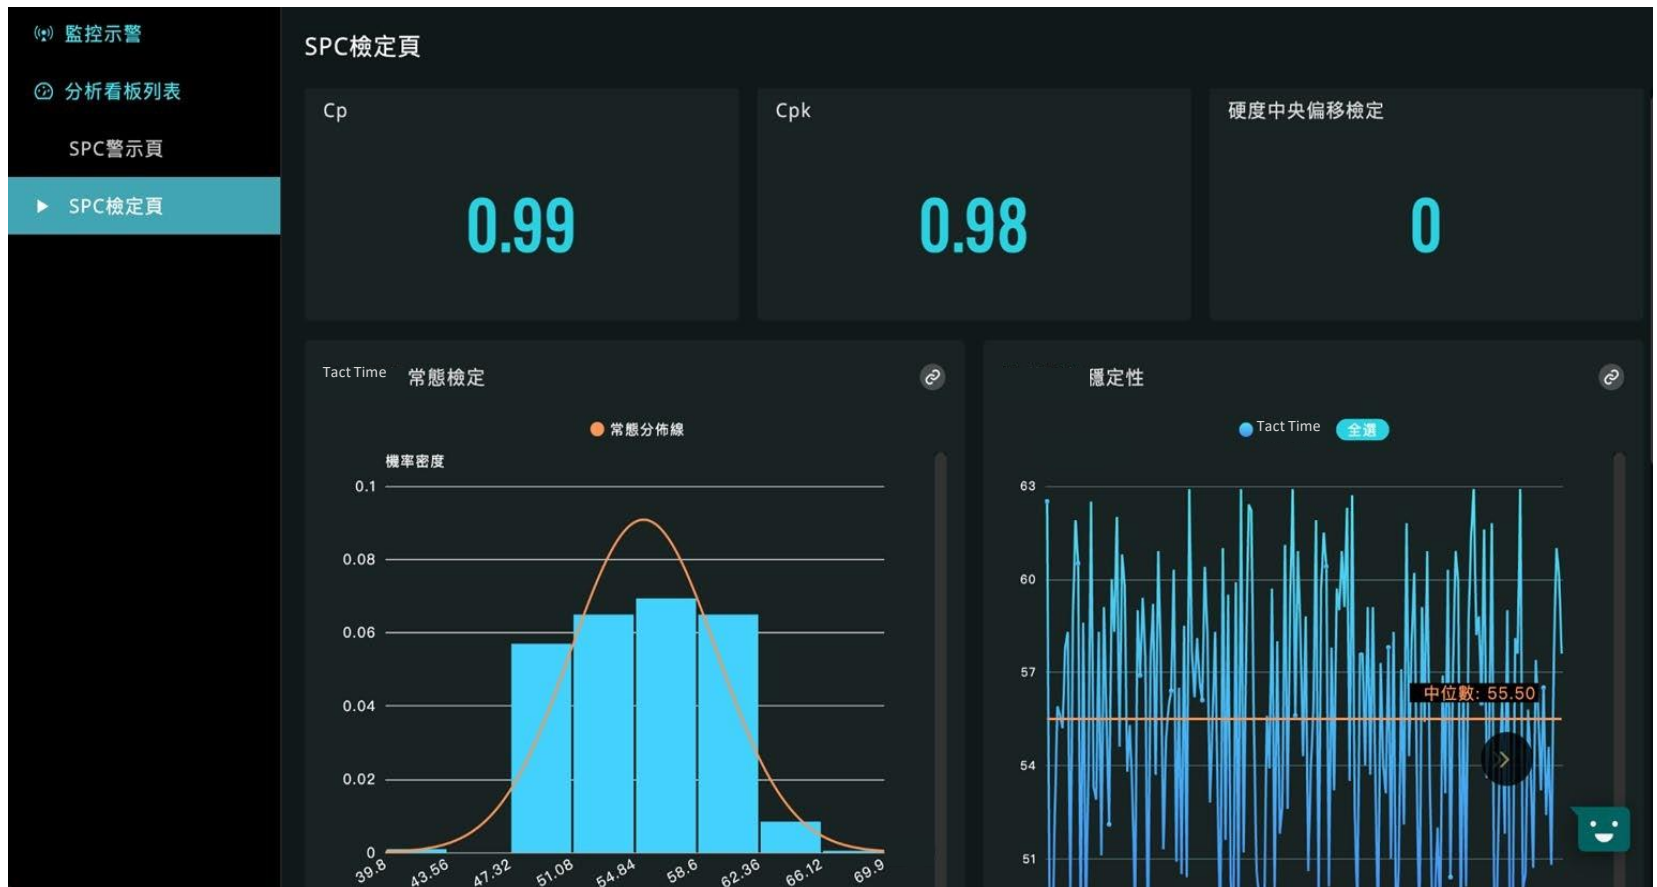 監控示警
分析看板列表
SPC警示頁
SPC檢定頁
SPC檢定頁
Cp
0.99
Cpk
0.98
硬度中央偏移檢定
0
Tact Time 常態檢定
常態分佈線
機率密度
0.1
0.08
0.06
0.04
0.02
0
39.8 43.56 47.32 51.08 54.84 58.6 62.36 66.12 69.9
穩定性
Tact Time 全選
63
60
57
54
51
中位數: 55.50